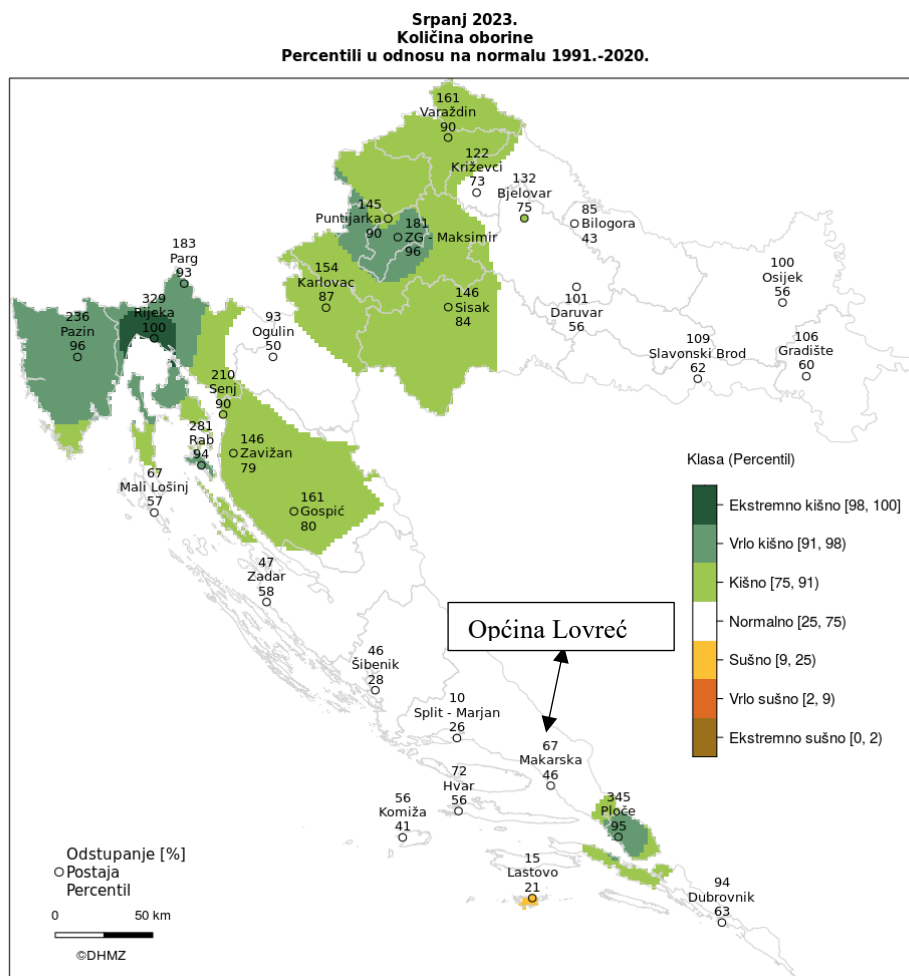 Srpanj 2023.
Količina oborine
Percentili u odnosu na normalu 1991.-2020.
161
Varaždin
90
122
Križevci
73
132
Bjelovar
75
85
Bilogora
43
145
Puntijarka
90
181
ZG - Maksimir
96
183
Parg
93
154
Karlovac
87
146
Sisak
84
101
Daruvar
56
100
Osijek
56
236
Pazin
96
329
Rijeka
100
93
Ogulin
50
109
Slavonski Brod
62
106
Gradište
60
210
Senj
90
281
Rab
94
146
Zavižan
79
67
Mali Lošinj
57
161
Gospić
80
47
Zadar
58
Klasa (Percentil)
Ekstremno kišno [98, 100]
Vrlo kišno [91, 98)
Kišno [75, 91)
Normalno [25, 75)
Sušno [9, 25)
Vrlo sušno [2, 9)
Ekstremno sušno [0, 2)
Općina Lovreć
46
Šibenik
28
10
Split - Marjan
26
67
Makarska
46
72
Hvar
56
56
Komiža
41
345
Ploče
95
15
Lastovo
21
94
Dubrovnik
63
Odstupanje [%]
Postaja
Percentil
0 50 km
©DHMZ